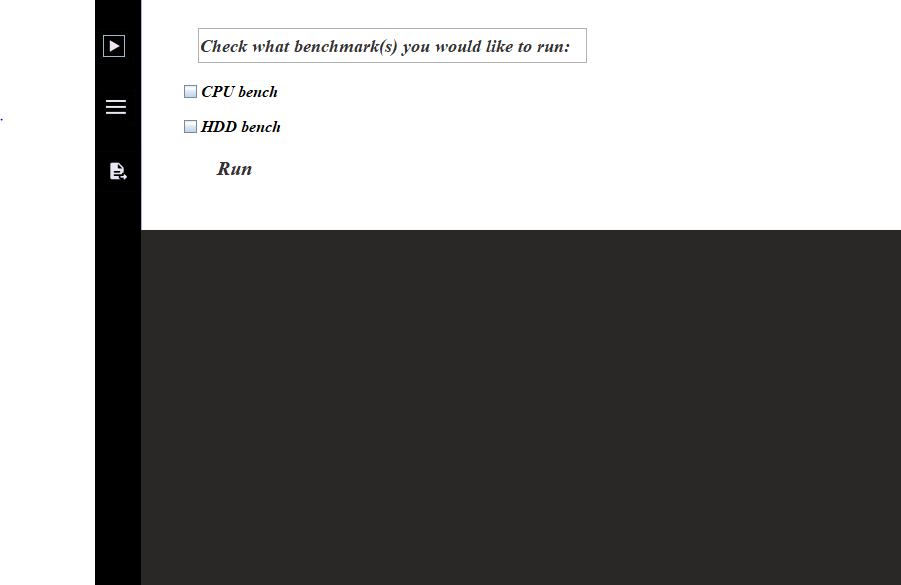 Check what benchmark(s) you would like to run:
CPU bench
HDD bench
Run